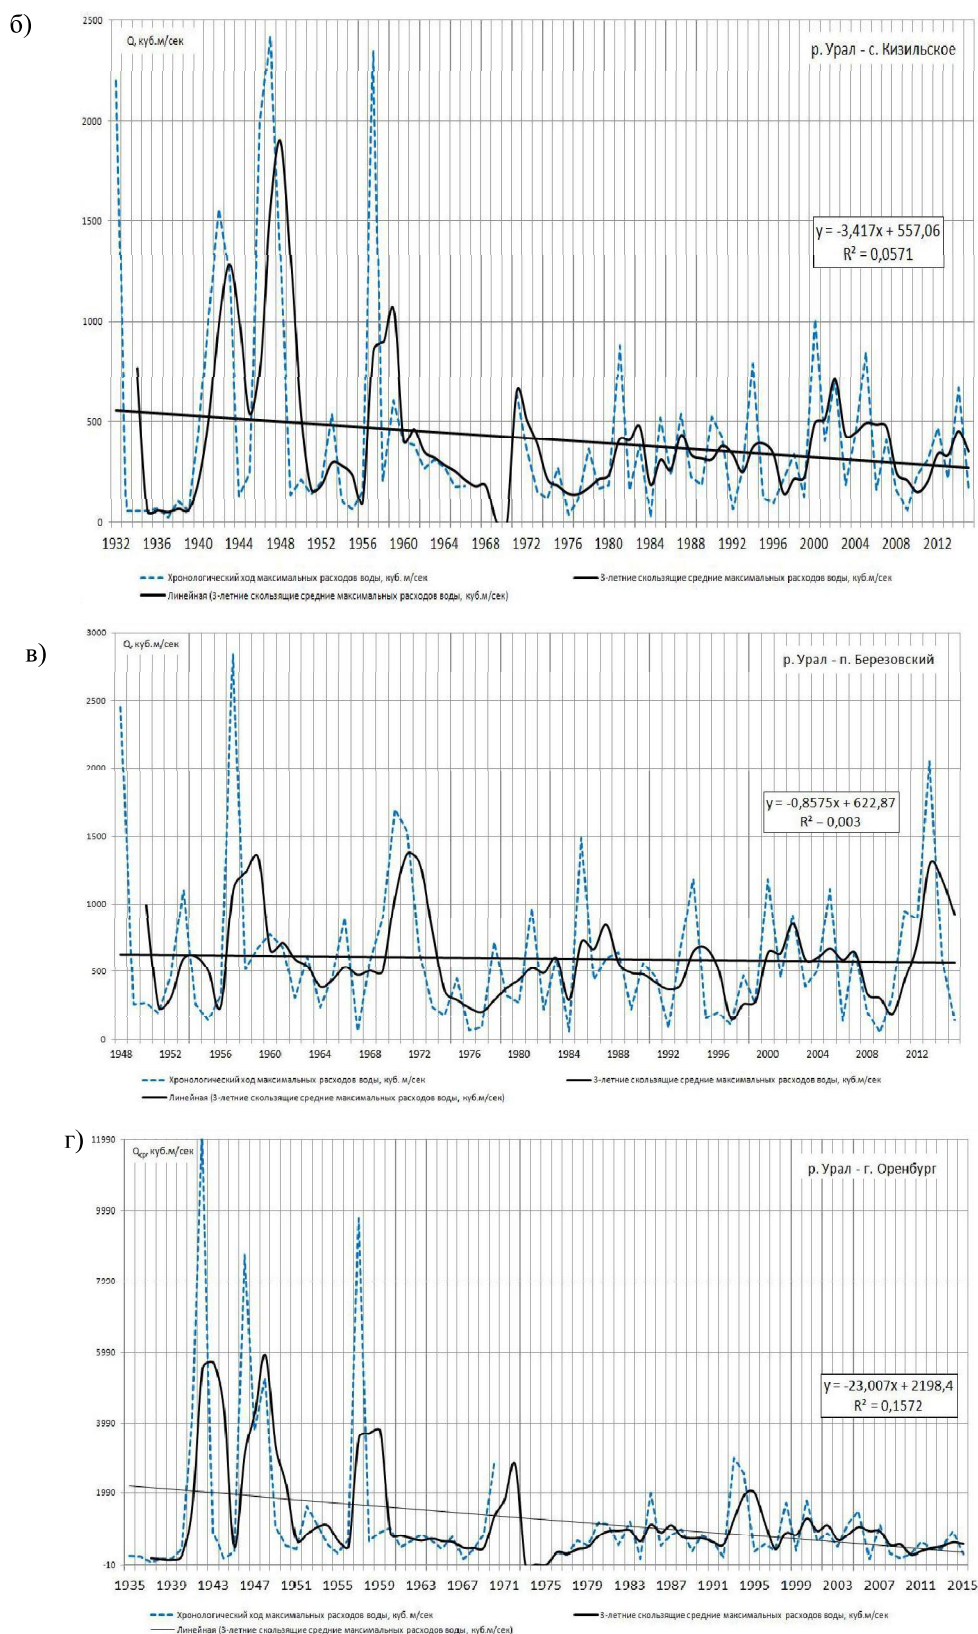 б)
Q, куб.м/сек
р. Урал - с. Кизильское
2500
2000
1500
1000
500
0
y = -3,417x + 557,06
R² = 0,0571
1932 1936 1940 1944 1948 1952 1956 1960 1964 1968 1972 1976 1980 1984 1988 1992 1996 2000 2004 2008 2012
Хронологический ход максимальных расходов воды, куб. м/сек
3-летние скользящие средние максимальных расходов воды, куб. м/сек
Линейная (3-летние скользящие средние максимальных расходов воды, куб.м/сек)
в)
Q, куб.м/сек
р. Урал - п. Березовский
3000
2500
2000
1500
1000
500
0
y = -0,8575x + 622,87
R² – 0,003
1948 1952 1956 1960 1964 1968 1972 1976 1980 1984 1988 1992 1996 2000 2004 2008 2012
Хронологический ход максимальных расходов воды, куб. м/сек
3-летние скользящие средние максимальных расходов воды, куб.м/сек
Линейная (3-летние скользящие средние максимальных расходов воды, куб.м/сек)
г)
Qср, куб.м/сек
р. Урал - г. Оренбург
11990
9990
7990
5990
3990
1990
-10
y = -23,007x + 2198,4
R² = 0,1572
1935 1939 1943 1947 1951 1955 1959 1963 1967 1971 1975 1979 1983 1987 1991 1995 1999 2003 2007 2011 2015
Хронологический ход максимальных расходов воды, куб. м/сек
3-летние скользящие средние максимальных расходов воды, куб.м/сек
Линейная (3-летние скользящие средние максимальных расходов воды, куб.м/сек)